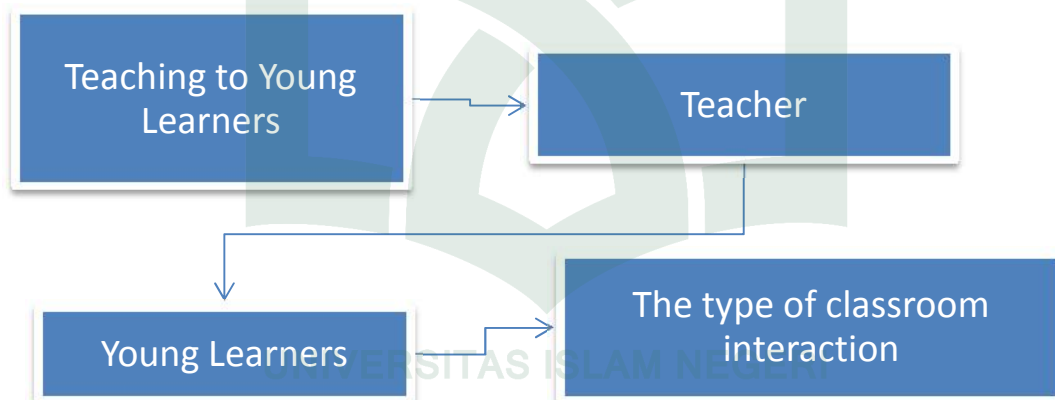 Teaching to Young
Learners
Teacher
Young Learners
The type of classroom
interaction
UNIVERSITAS ISLAM NEGERI